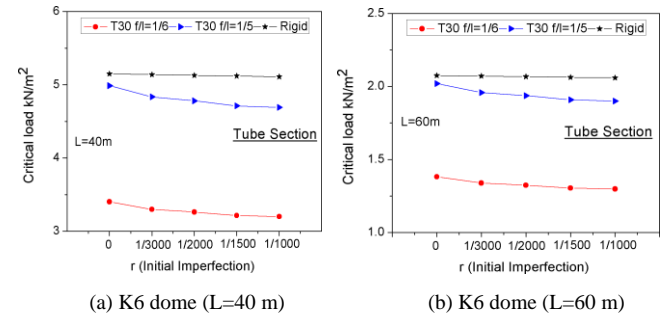 T30 f/l=1/6 T30 f/l=1/5 Rigid
6
5
4
3
Critical load kN/m²
L=40m
Tube Section
0 1/3000 1/2000 1/1500 1/1000
r (Initial Imperfection)
(a) K6 dome (L=40 m)
T30 f/l=1/6 T30 f/l=1/5 Rigid
2.5
2.0
1.5
1.0
Critical load kN/m²
L=60m
Tube Section
0 1/3000 1/2000 1/1500 1/1000
r (Initial Imperfection)
(b) K6 dome (L=60 m)